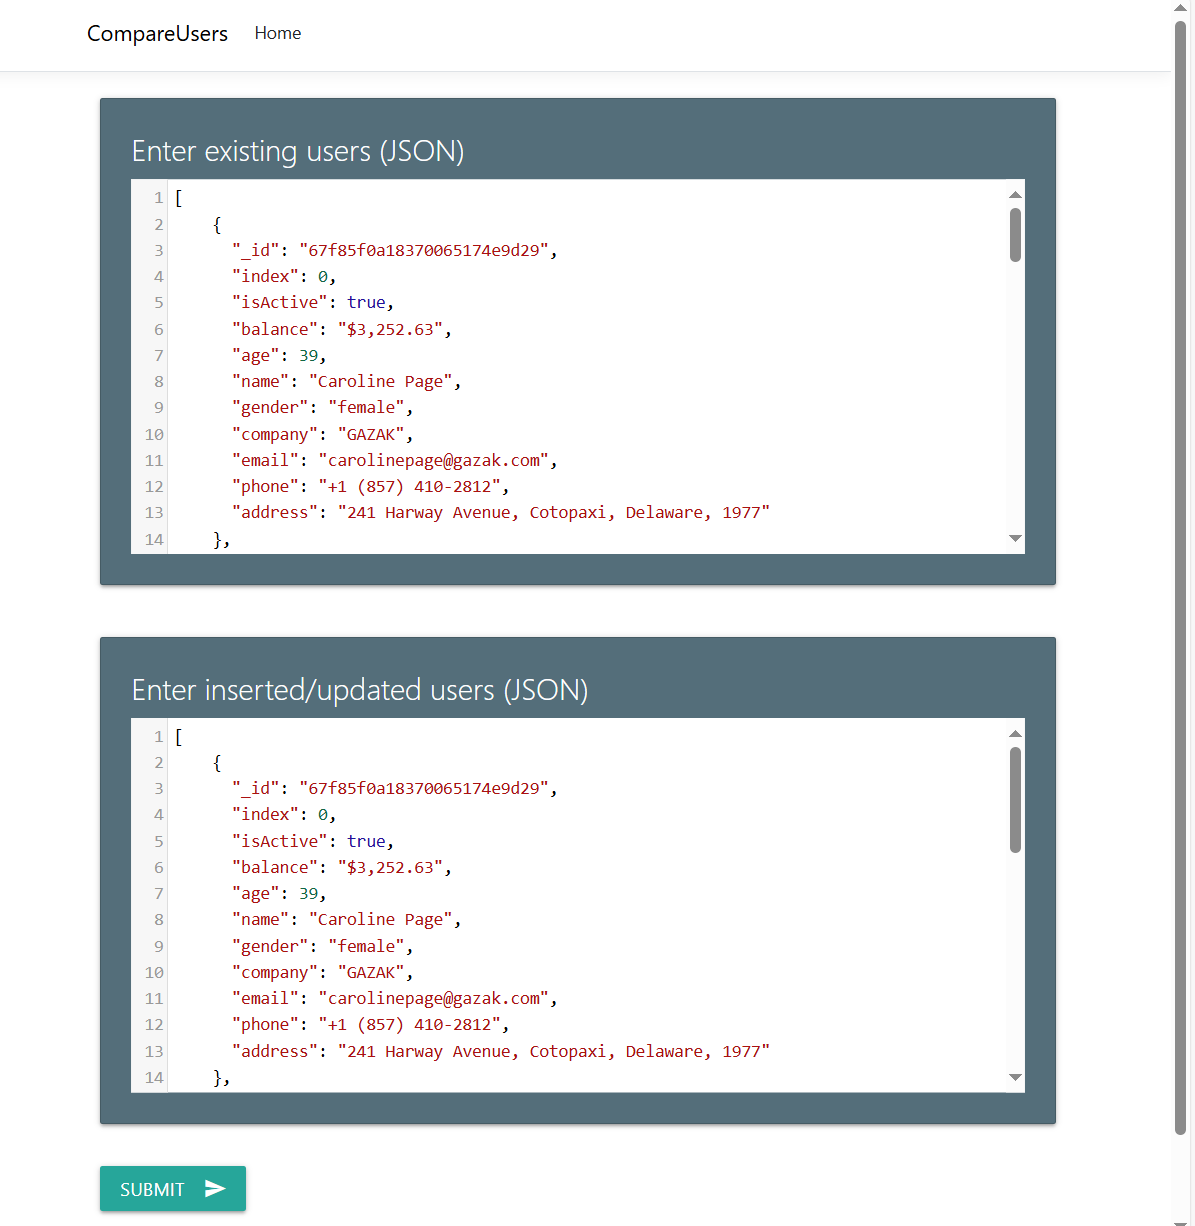 CompareUsers Home
Enter existing users (JSON)
1 [
2 {
3 "_id": "67f85f0a18370065174e9d29",
4 "index": 0,
5 "isActive": true,
6 "balance": "$3,252.63",
7 "age": 39,
8 "name": "Caroline Page",
9 "gender": "female",
10 "company": "GAZAK",
11 "email": "carolinepage@gazak.com",
12 "phone": "+1 (857) 410-2812",
13 "address": "241 Harway Avenue, Cotopaxi, Delaware, 1977"
14 },
Enter inserted/updated users (JSON)
1 [
2 {
3 "_id": "67f85f0a18370065174e9d29",
4 "index": 0,
5 "isActive": true,
6 "balance": "$3,252.63",
7 "age": 39,
8 "name": "Caroline Page",
9 "gender": "female",
10 "company": "GAZAK",
11 "email": "carolinepage@gazak.com",
12 "phone": "+1 (857) 410-2812",
13 "address": "241 Harway Avenue, Cotopaxi, Delaware, 1977"
14 },
SUBMIT